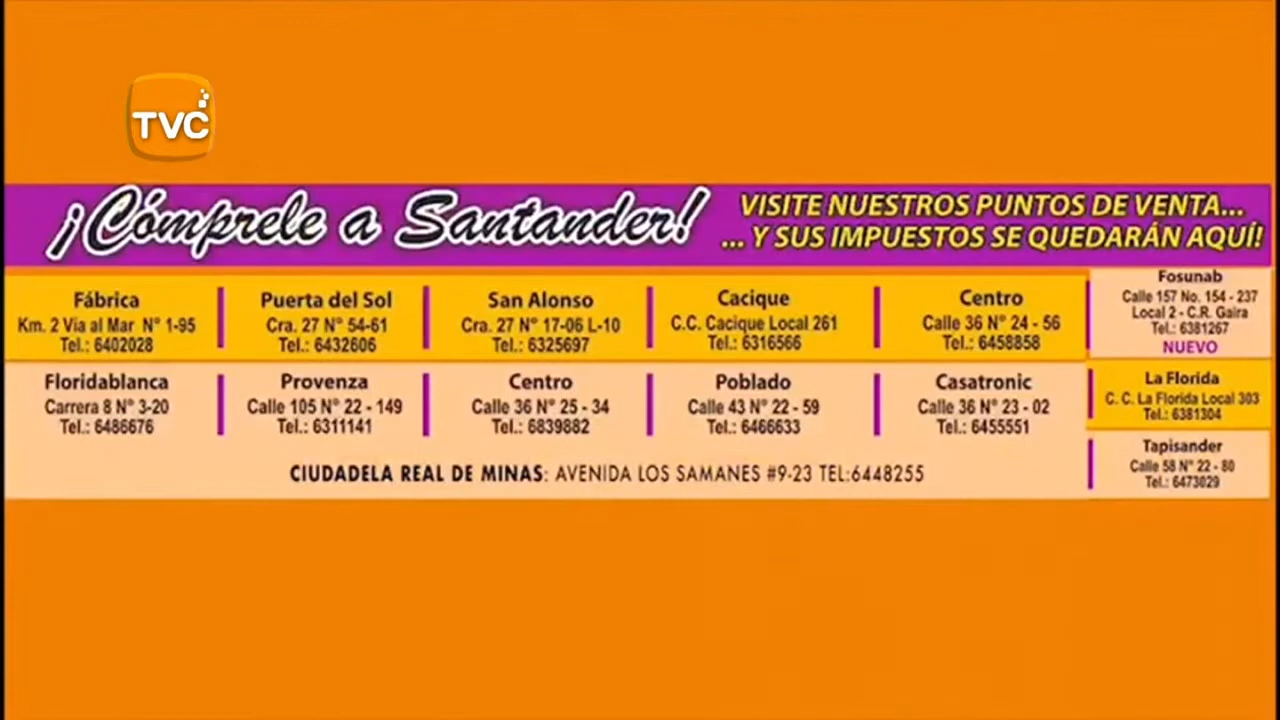 TVC
¡Cómprele a Santander!
VISITE NUESTROS PUNTOS DE VENTA...
... Y SUS IMPUESTOS SE QUEDARÁN AQUÍ!
Fábrica
Km. 2 Via al Mar N° 1-95
Tel.: 6402028
Puerta del Sol
Cra. 27 N° 54-61
Tel.: 6432606
San Alonso
Cra. 27 N° 17-06 L-10
Tel.: 6325697
Cacique
C.C. Cacique Local 261
Tel.: 6316566
Centro
Calle 36 N° 24 - 56
Tel.: 6458858
Fosunab
Calle 157 No. 154 - 237
Local 2 - C.R. Gaira
Tel.: 6381267
NUEVO
Floridablanca
Carrera 8 N° 3-20
Tel.: 6486676
Provenza
Calle 105 N° 22 - 149
Tel.: 6311141
Centro
Calle 36 N° 25 - 34
Tel.: 6839882
Poblado
Calle 43 N° 22 - 59
Tel.: 6466633
Casatronic
Calle 36 N° 23 - 02
Tel.: 6455551
La Florida
C. C. La Florida Local 303
Tel.: 6381304
Tapisander
Calle 58 N° 22 - 80
Tel.: 6473029
CIUDADELA REAL DE MINAS: AVENIDA LOS SAMANES #9-23 TEL:6448255